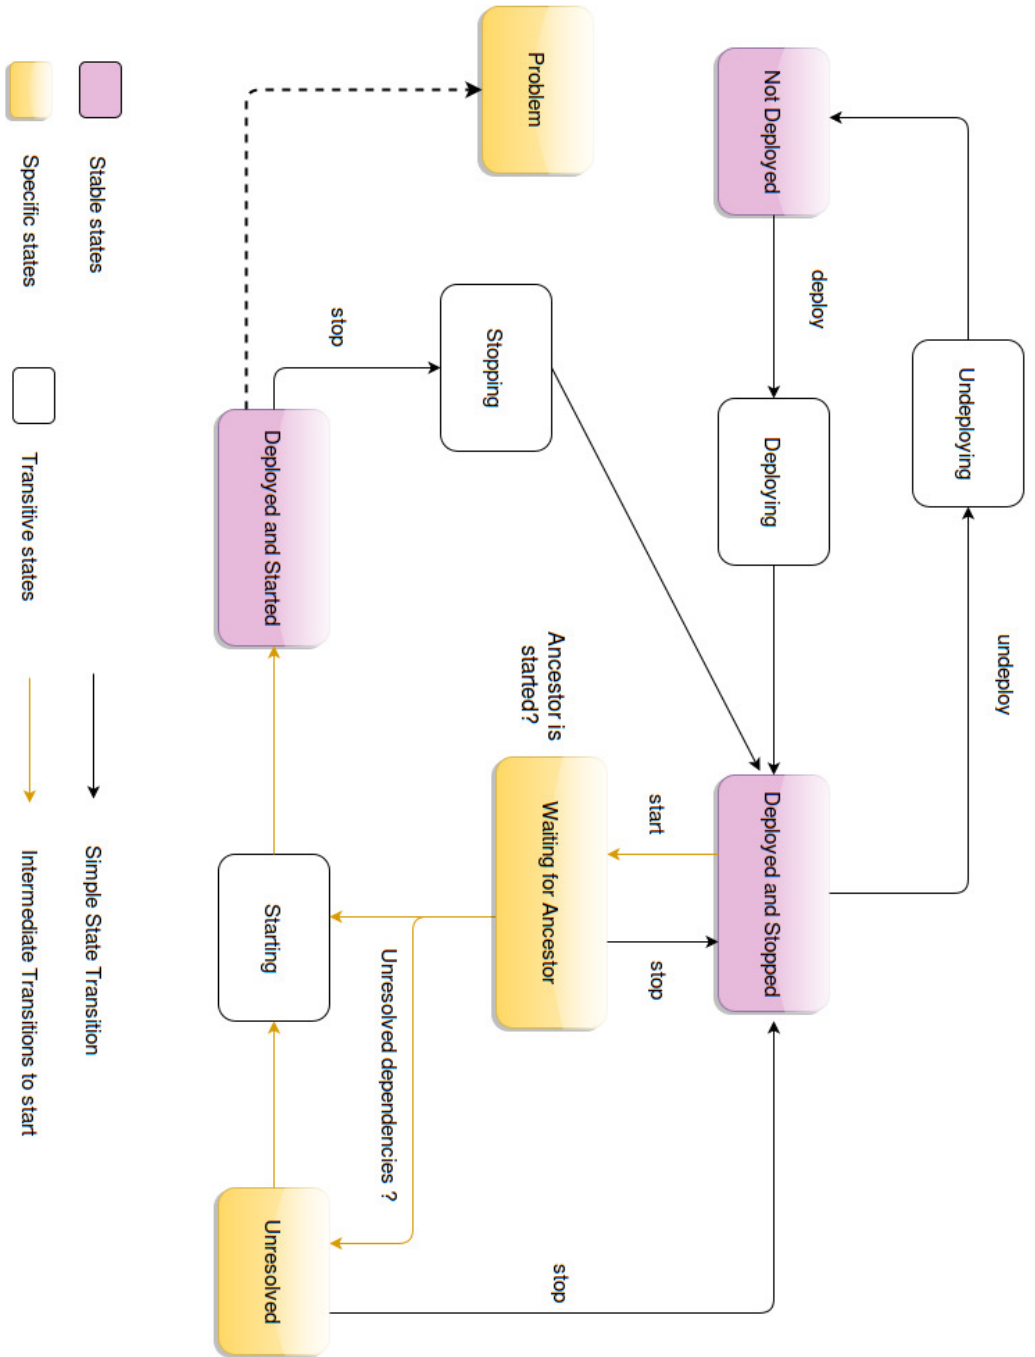 undeploy
Undeploying
deploy
Not Deployed
Deploying
Deployed and Stopped
start
stop
Ancestor is
started?
Problem
Stopping
Waiting for Ancestor
stop
Unresolved dependencies ?
stop
Deployed and Started
Starting
Unresolved
Stable states
Simple State Transition
Specific states
Transitive states
Intermediate Transitions to start